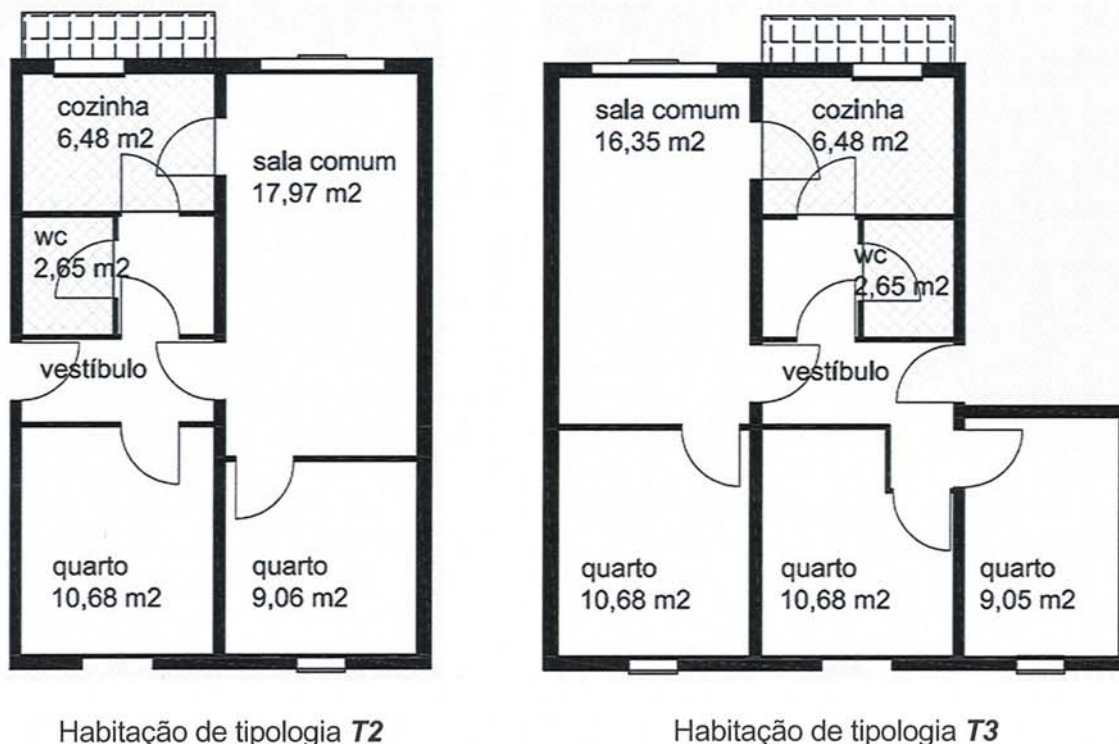 cozinha
6,48 m2
sala comum
17,97 m2
wc
2,65 m2
vestíbulo
quarto
10,68 m2
quarto
9,06 m2
Habitação de tipologia T2
sala comum
16,35 m2
cozinha
6,48 m2
wc
2,65 m2
vestíbulo
quarto
10,68 m2
quarto
10,68 m2
quarto
9,05 m2
Habitação de tipologia T3